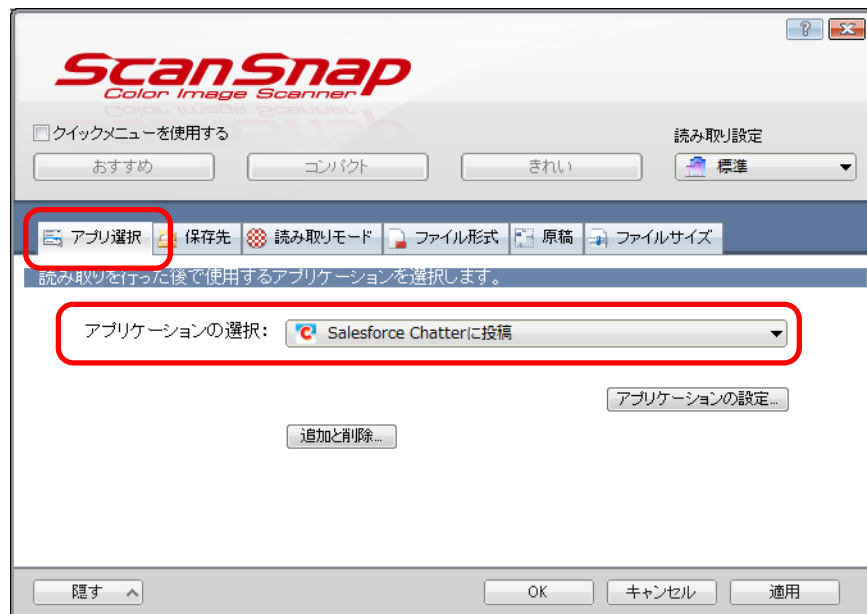 ScanSnap
Color Image Scanner
クイックメニューを使用する
読み取り設定
おすすめ コンパクト きれい 標準
アプリ選択 保存先 読み取りモード ファイル形式 原稿 ファイルサイズ
読み取りを行った後で使用するアプリケーションを選択します。
アプリケーションの選択: Salesforce Chatterに投稿
アプリケーションの設定...
追加と削除...
隠す OK キャンセル 適用